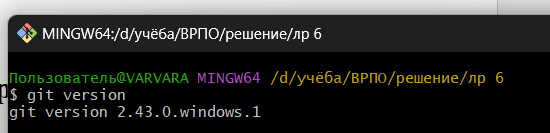 MINGW64:/d/учёба/ВРПО/решение/лр 6
Пользователь@VARVARA MINGW64 /d/учёба/ВРПО/решение/лр 6
$ git version
git version 2.43.0.windows.1